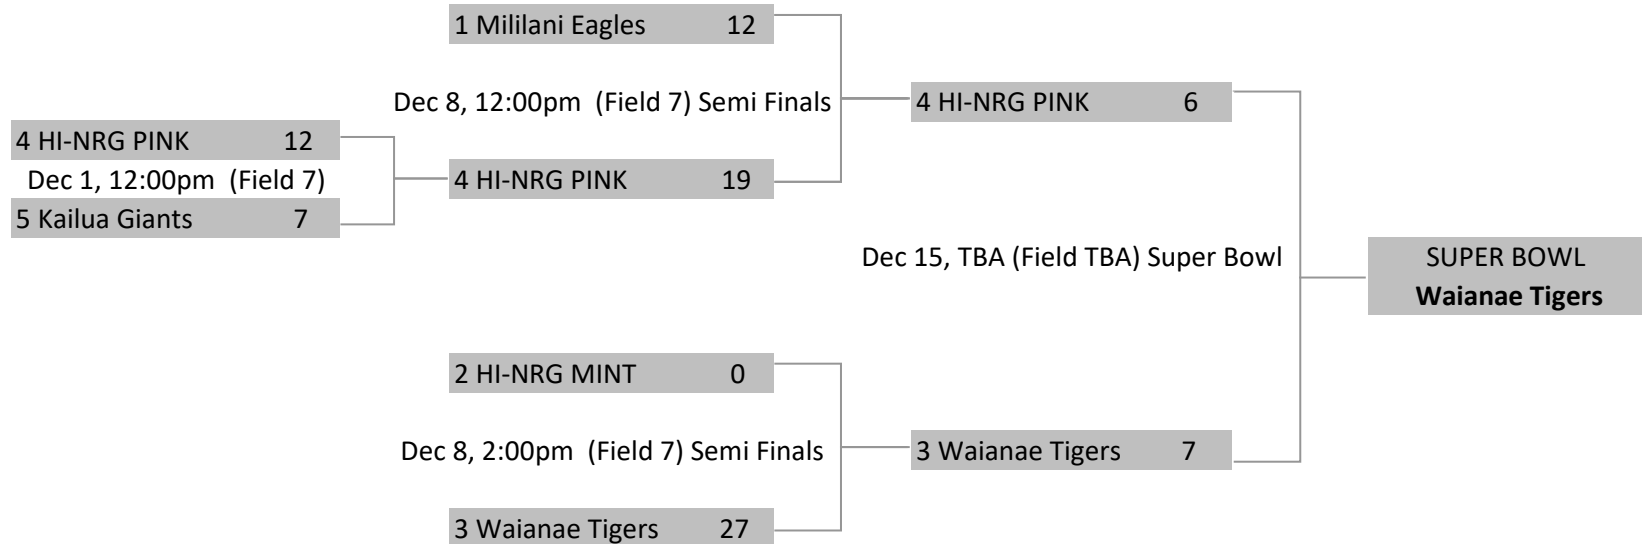 1 Mililani Eagles 12
Dec 8, 12:00pm (Field 7) Semi Finals
4 HI-NRG PINK 6
4 HI-NRG PINK 12
Dec 1, 12:00pm (Field 7)
4 HI-NRG PINK 19
5 Kailua Giants 7
Dec 15, TBA (Field TBA) Super Bowl
SUPER BOWL
Waianae Tigers
2 HI-NRG MINT 0
Dec 8, 2:00pm (Field 7) Semi Finals
3 Waianae Tigers 7
3 Waianae Tigers 27